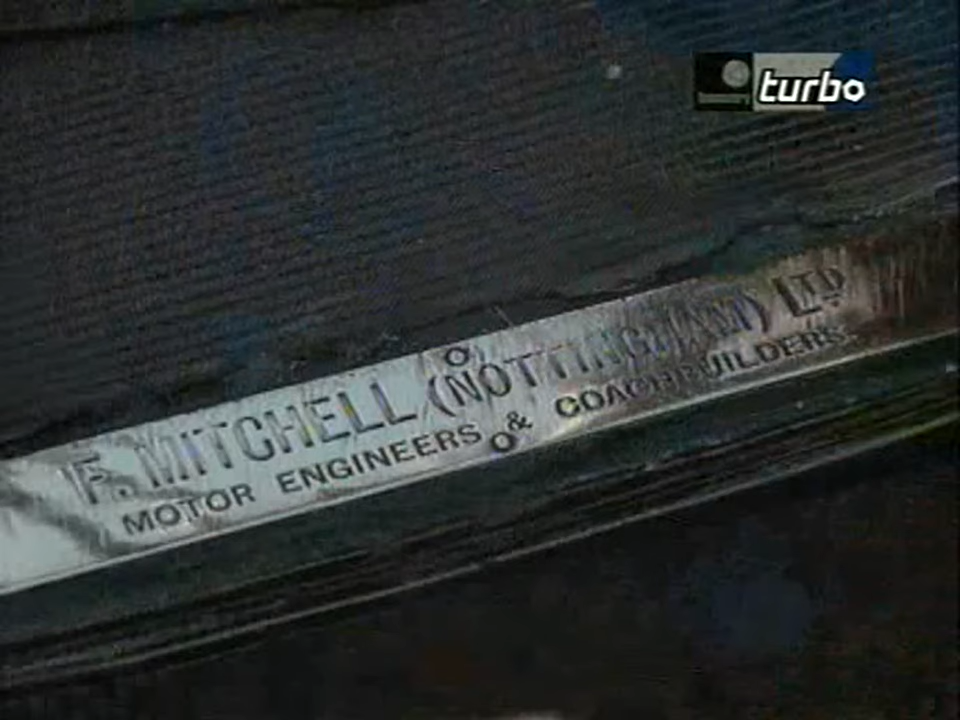 turbo
F. MITCHELL (NOTTINGHAM) LTD
MOTOR ENGINEERS & COACHBUILDERS